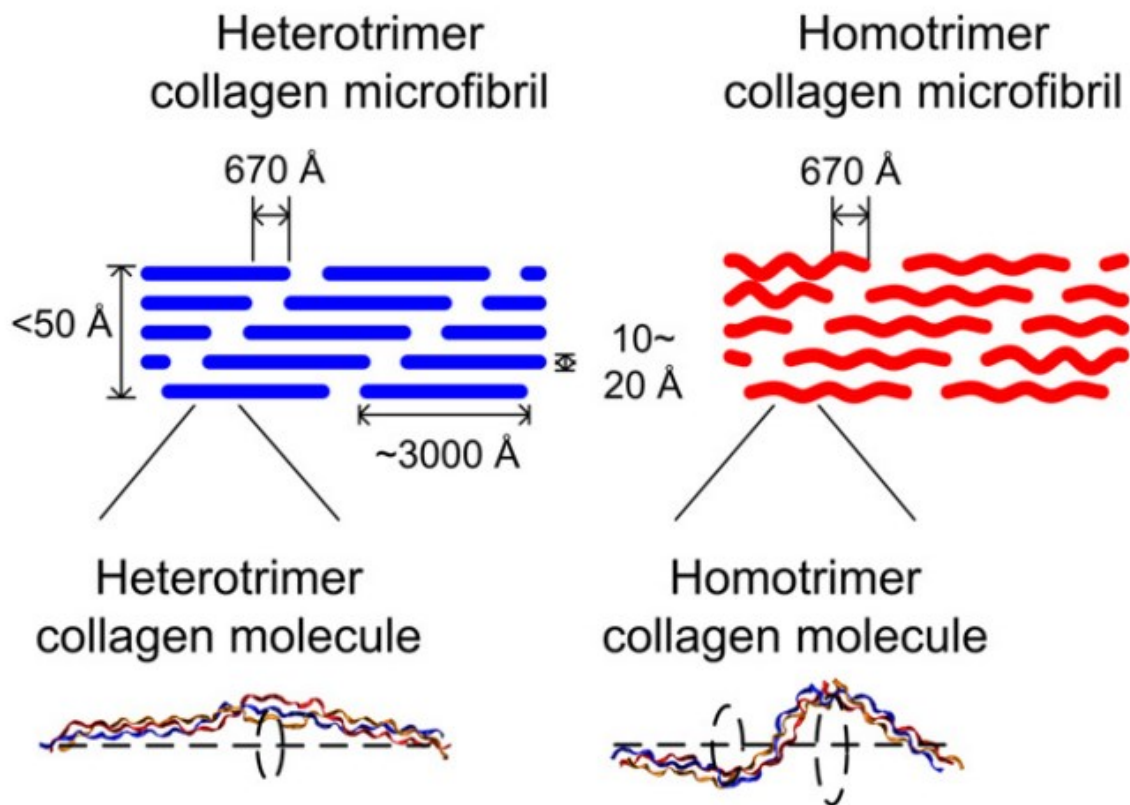 Heterotrimer
collagen microfibril
670 Å
<50 Å
~3000 Å
Heterotrimer
collagen molecule
Homotrimer
collagen microfibril
670 Å
10~
20 Å
Homotrimer
collagen molecule